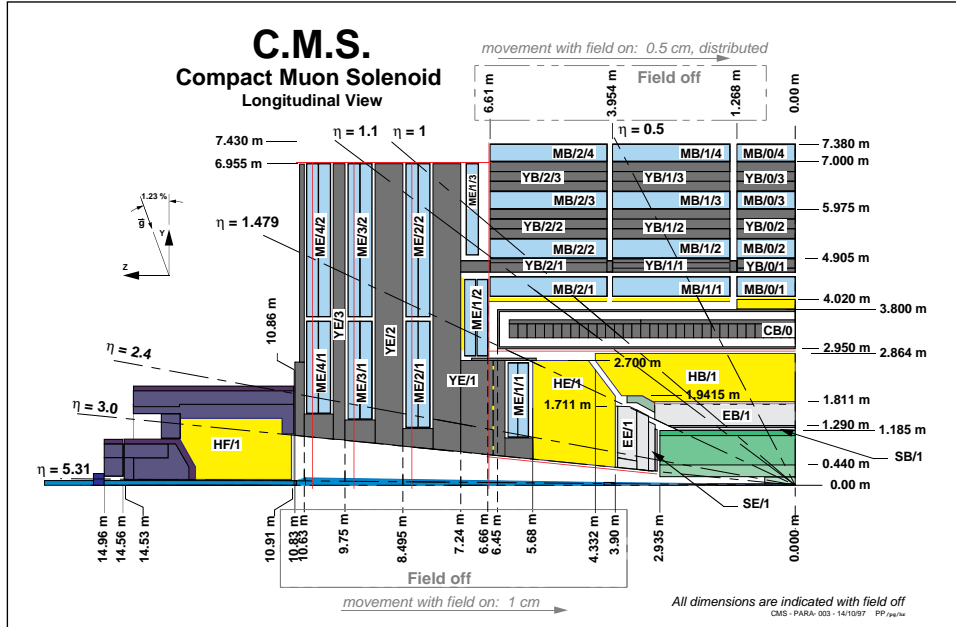 C.M.S.
Compact Muon Solenoid
Longitudinal View
movement with field on: 0.5 cm, distributed
Field off
6.61 m
3.954 m
1.268 m
0.00 m
η = 1.1
η = 1
η = 0.5
7.430 m
6.955 m
7.380 m
7.000 m
5.975 m
4.905 m
4.020 m
3.800 m
2.950 m
2.864 m
1.811 m
1.290 m
1.185 m
0.440 m
0.00 m
MB/2/4
MB/1/4
MB/0/4
YB/2/3
YB/1/3
YB/0/3
MB/2/3
MB/1/3
MB/0/3
YB/2/2
YB/1/2
YB/0/2
MB/2/2
MB/1/2
MB/0/2
YB/2/1
YB/1/1
YB/0/1
MB/2/1
MB/1/1
MB/0/1
CB/0
1.23 %
g
Y
Z
η = 1.479
ME/4/2
ME/3/2
ME/2/2
ME/1/3
ME/1/2
YE/3
YE/2
YE/1
ME/4/1
ME/3/1
ME/2/1
ME/1/1
10.86 m
η = 2.4
η = 3.0
η = 5.31
HF/1
HE/1
2.700 m
HB/1
1.9415 m
1.711 m
EB/1
EE/1
SB/1
SE/1
14.96 m
14.56 m
14.53 m
10.91 m
10.83 m
10.63 m
9.75 m
8.495 m
7.24 m
6.66 m
6.45 m
5.68 m
4.332 m
3.90 m
2.935 m
0.000 m
Field off
movement with field on: 1 cm
All dimensions are indicated with field off
CMS - PARA- 003 - 14/10/97 PP